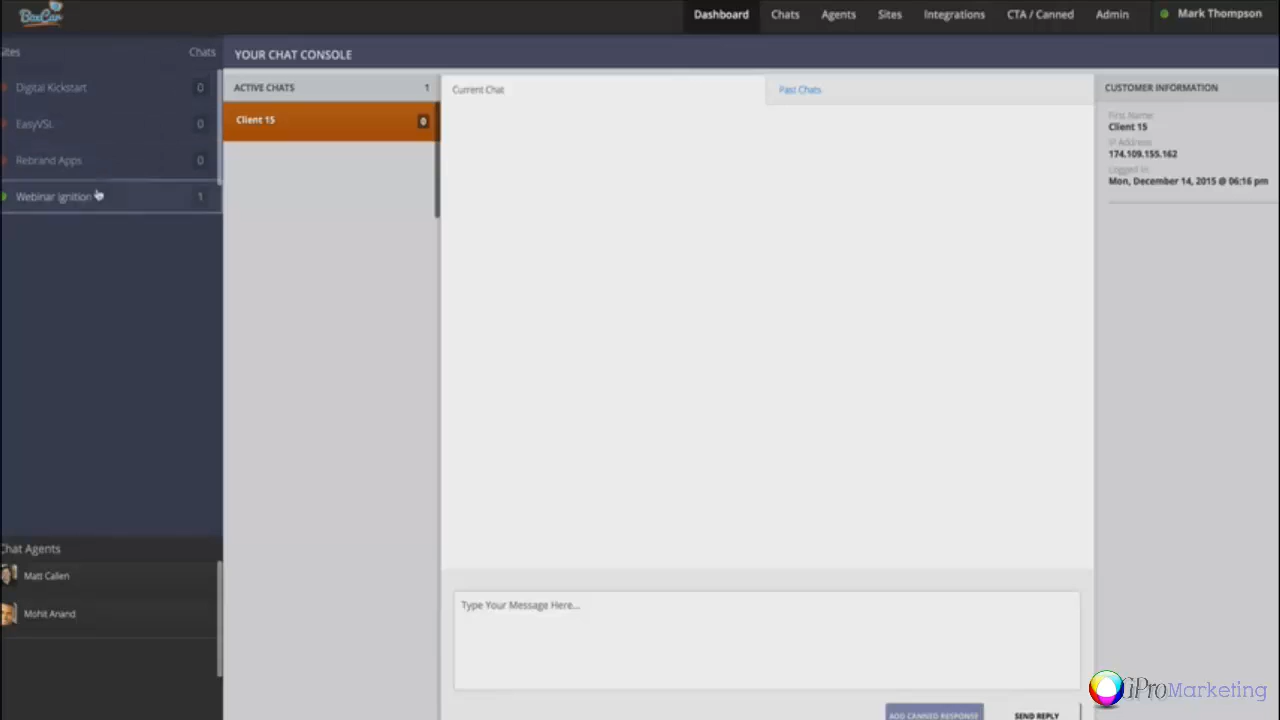 BoxCar
Dashboard
Chats
Agents
Sites
Integrations
CTA / Canned
Admin
Mark Thompson
Sites
Chats
Digital Kickstart
0
EasyVSL
0
Rebrand Apps
0
Webinar Ignition
1
Chat Agents
Matt Callen
Mohit Anand
YOUR CHAT CONSOLE
ACTIVE CHATS
1
Client 15
0
Current Chat
Past Chats
Type Your Message Here...
ADD CANNED RESPONSE
SEND REPLY
CUSTOMER INFORMATION
First Name:
Client 15
IP Address
174.109.155.162
Logged In
Mon, December 14, 2015 @ 06:16 pm
iProMarketing